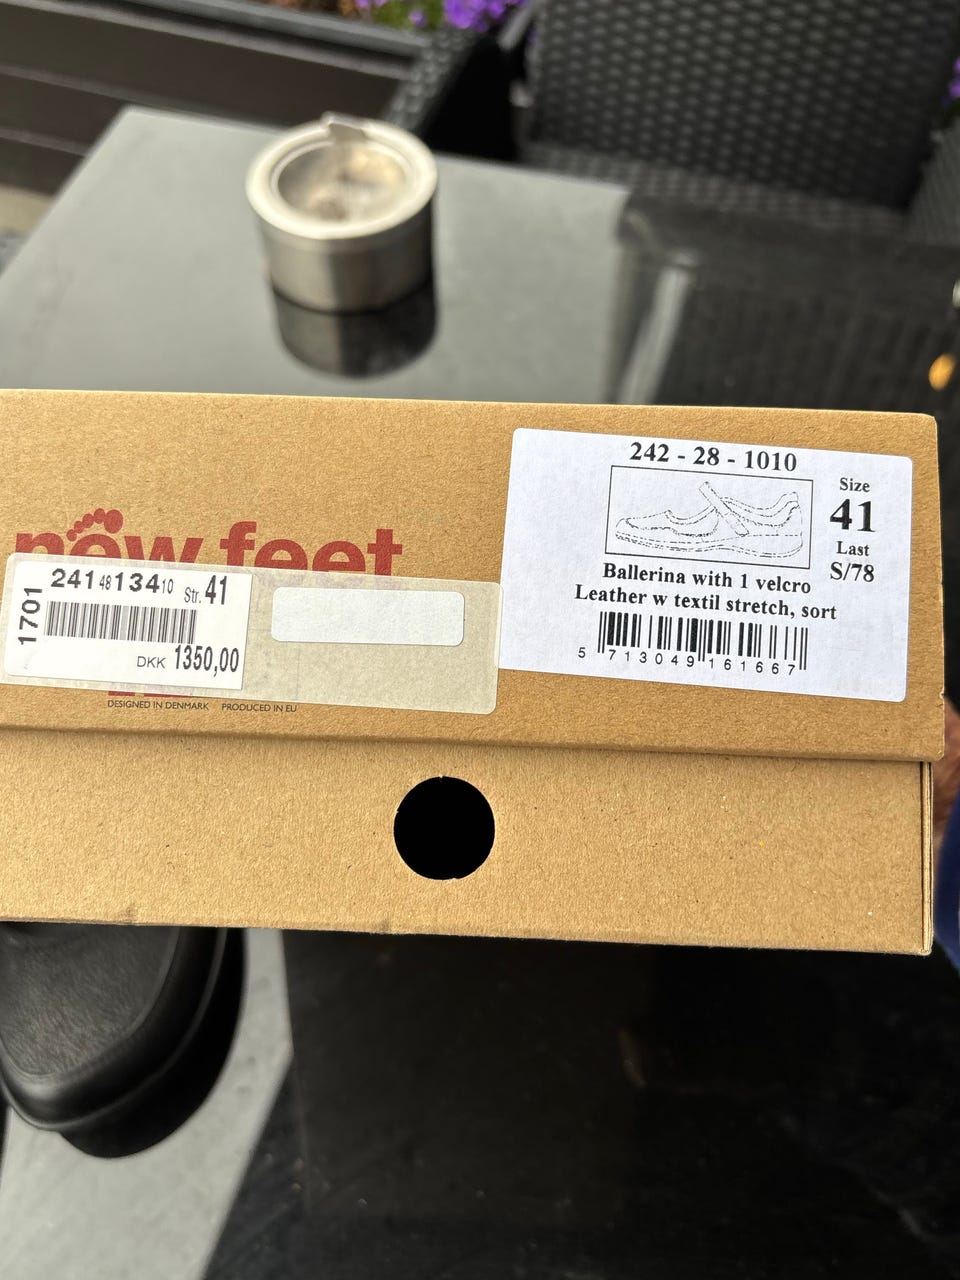 new feet
1701
241 48 134 10 Str. 41
DKK 1350,00
DESIGNED IN DENMARK PRODUCED IN EU
242 - 28 - 1010
Size
41
Last
S/78
Ballerina with 1 velcro
Leather w textil stretch, sort
5 713049 161667